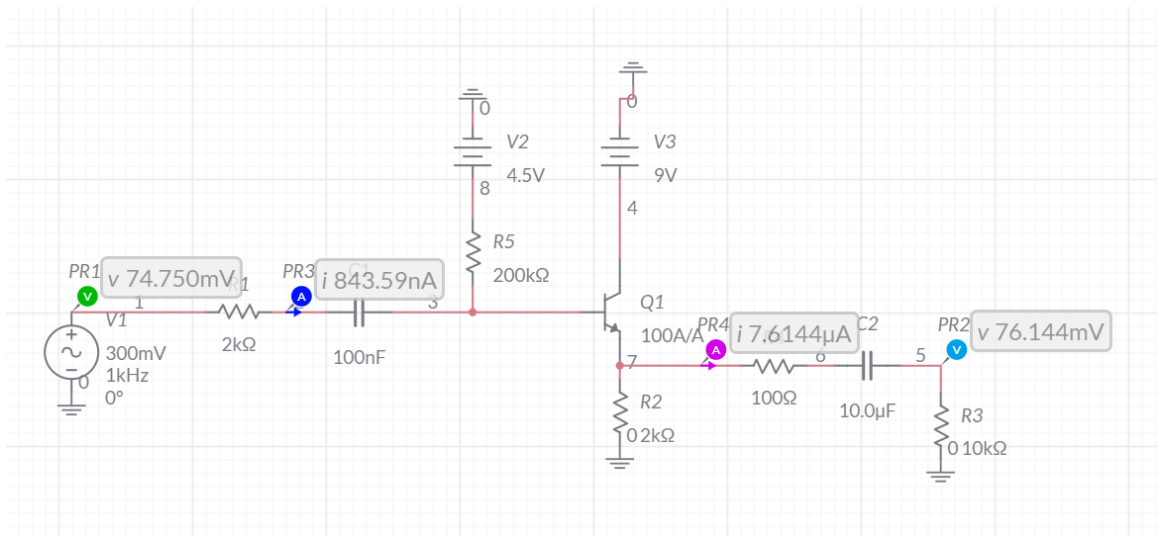 0
0
V2
4.5V
V3
9V
8
4
R5
200kΩ
PR1
v 74.750mV
R1
PR3
i 843.59nA
C1
1
3
V1
300mV
1kHz
0°
0
2kΩ
100nF
Q1
100A/A
PR4
i 7.6144µA
C2
PR2
v 76.144mV
7
6
5
100Ω
10.0µF
R2
0 2kΩ
R3
0 10kΩ